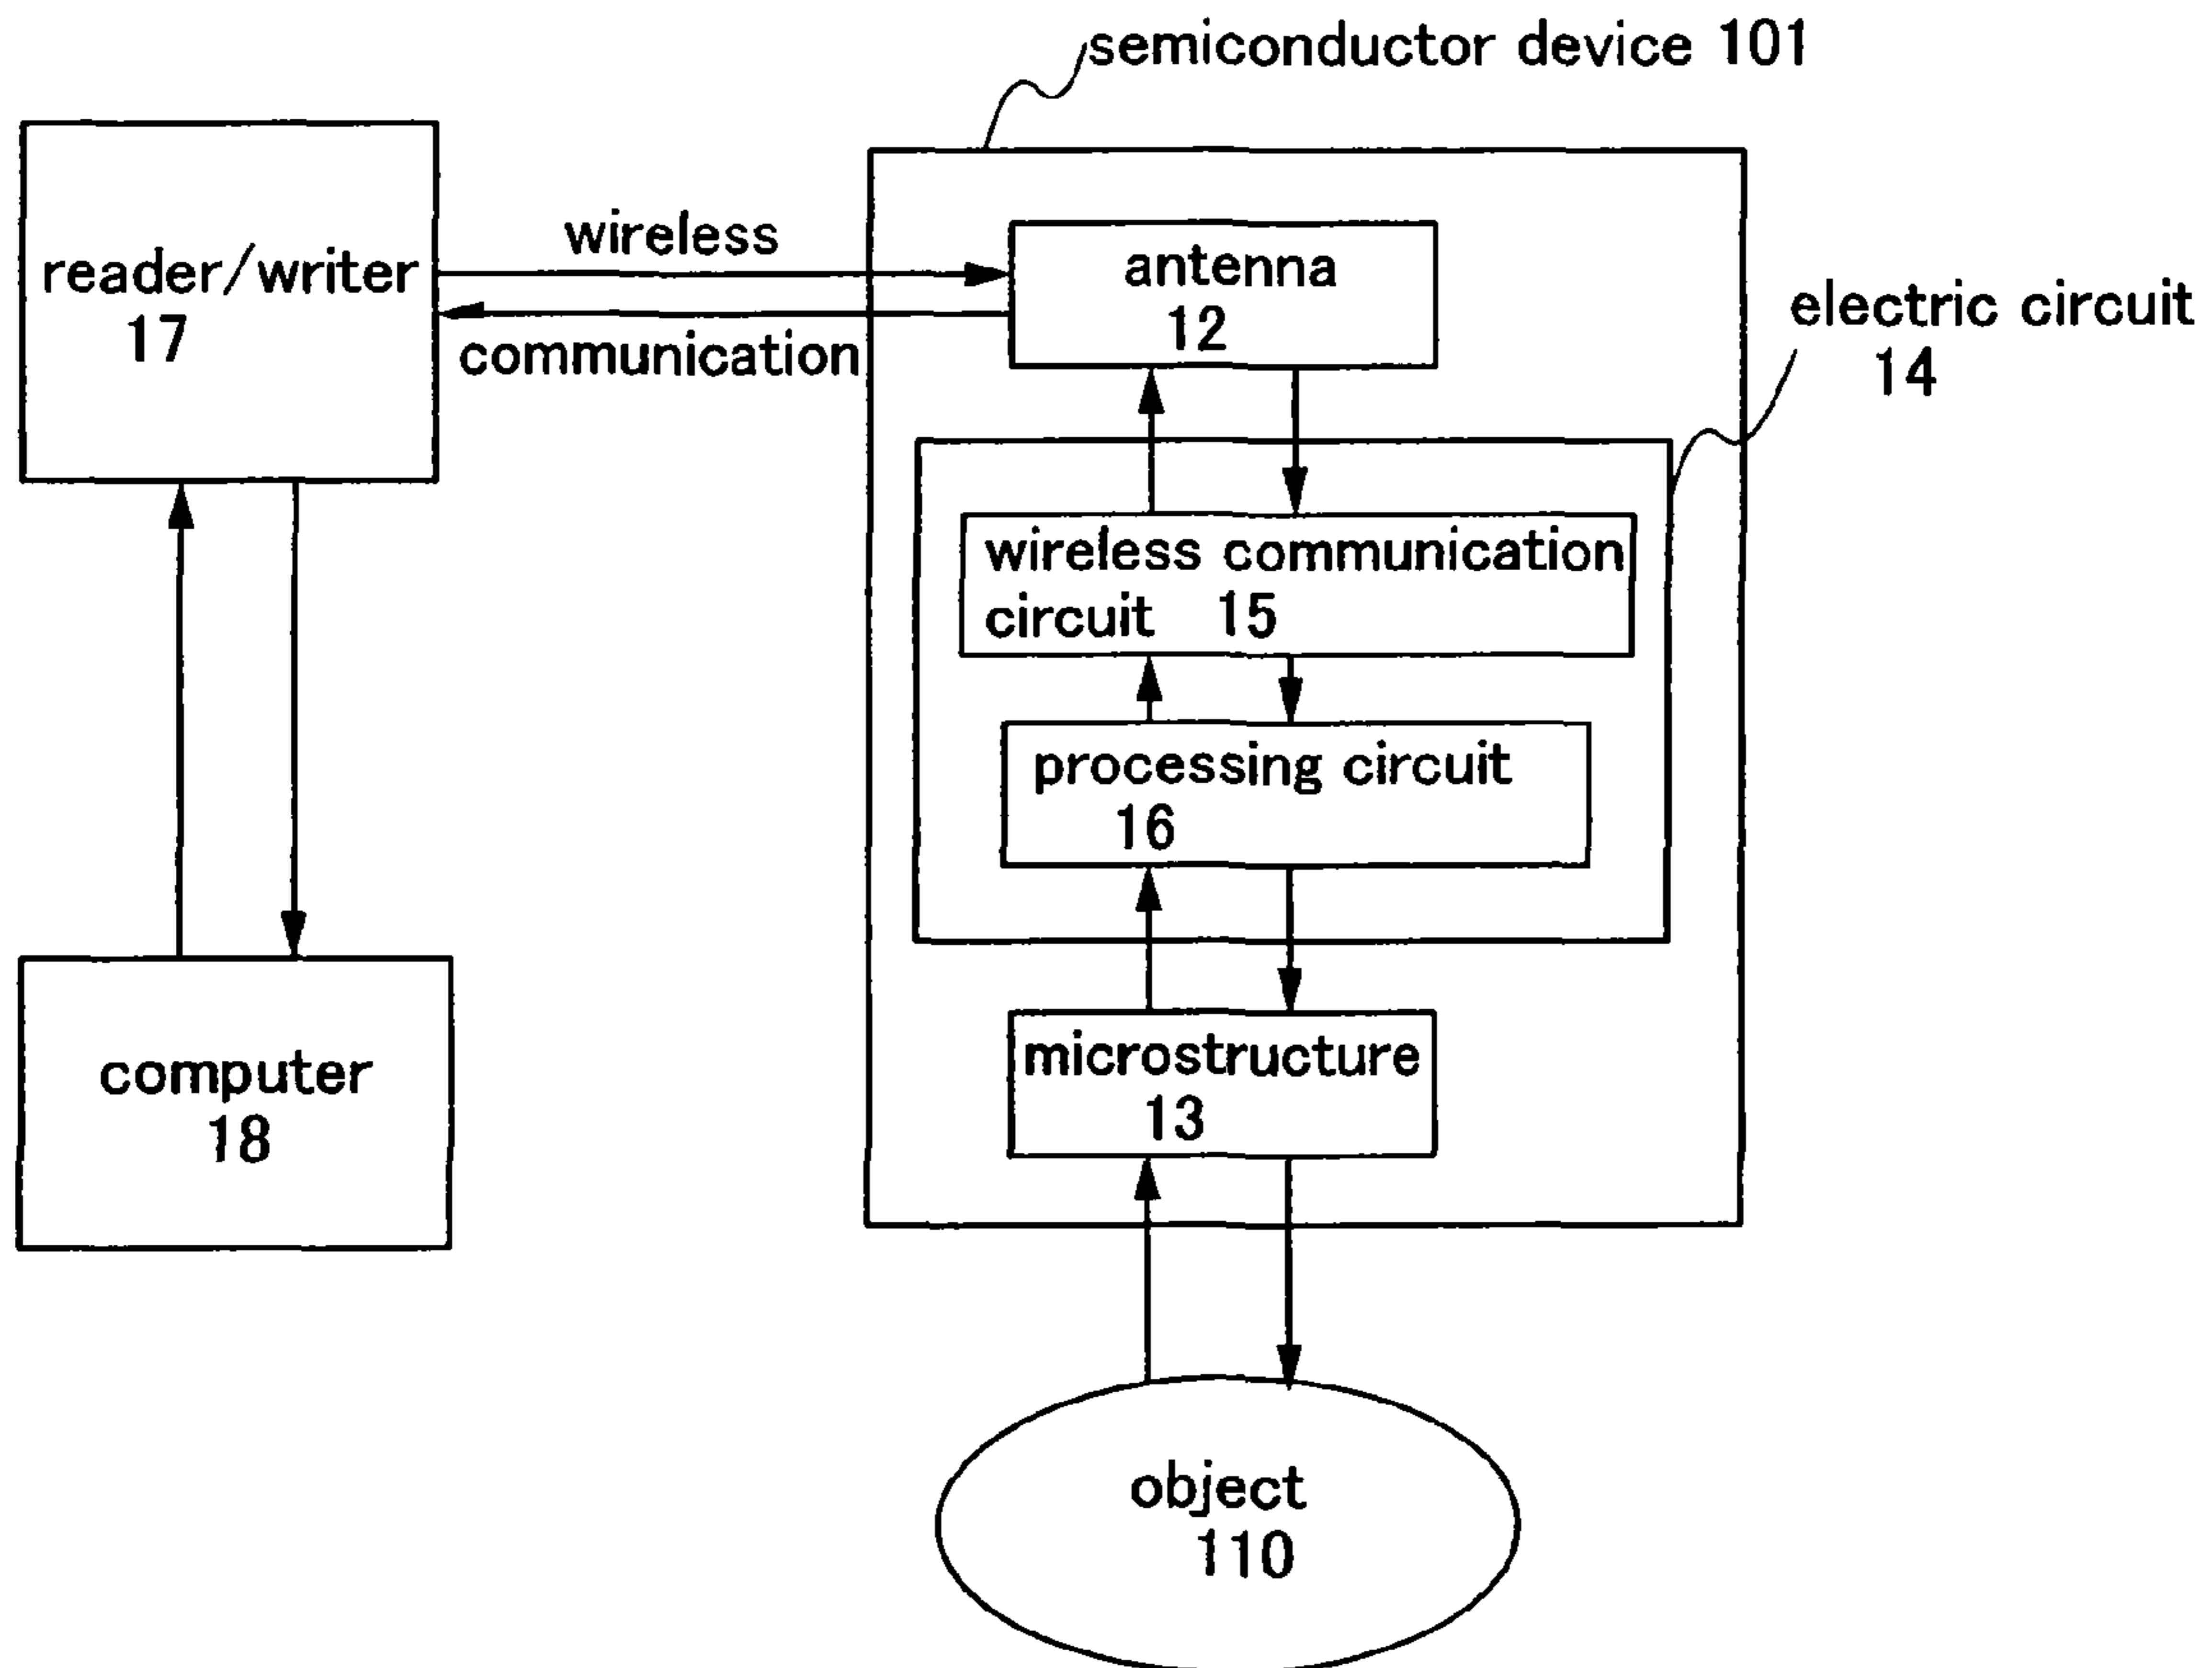 semiconductor device 101
reader/writer
17
wireless
communication
antenna
12
electric circuit
14
wireless communication
circuit 15
processing circuit
16
microstructure
13
computer
18
object
110